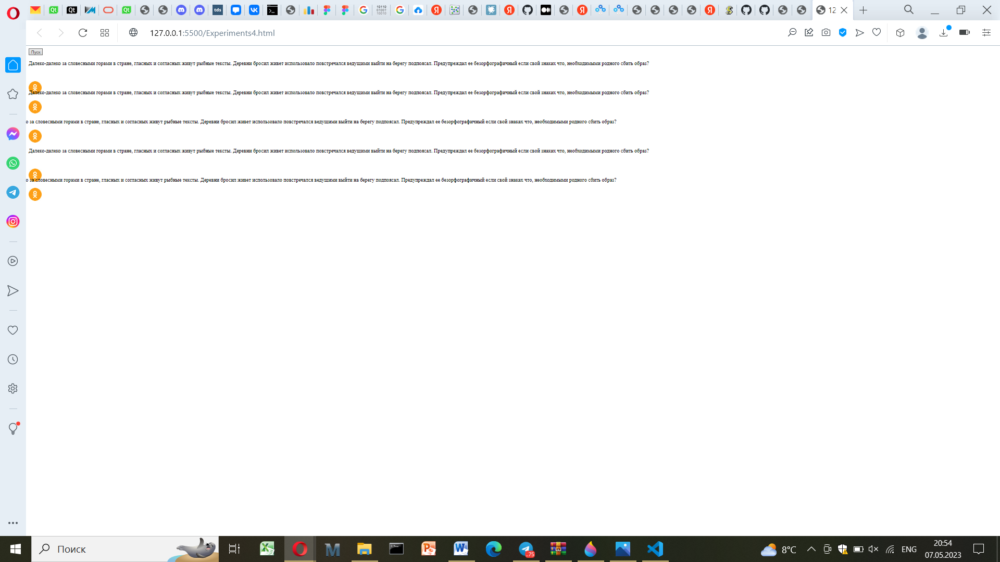 Qt
Qt
Qt
tds
10110
01001
10010
12
127.0.0.1:5500/Experiments4.html
Пуск
Далеко-далеко за словесными горами в стране, гласных и согласных живут рыбные тексты. Деревни бросил живет использовало повстречался ведущими выйти на берегу подпоясал. Предупреждал ее безорфографичный если свой знаках что, необходимыми родного сбить образ?
Далеко-далеко за словесными горами в стране, гласных и согласных живут рыбные тексты. Деревни бросил живет использовало повстречался ведущими выйти на берегу подпоясал. Предупреждал ее безорфографичный если свой знаках что, необходимыми родного сбить образ?
о за словесными горами в стране, гласных и согласных живут рыбные тексты. Деревни бросил живет использовало повстречался ведущими выйти на берегу подпоясал. Предупреждал ее безорфографичный если свой знаках что, необходимыми родного сбить образ?
Далеко-далеко за словесными горами в стране, гласных и согласных живут рыбные тексты. Деревни бросил живет использовало повстречался ведущими выйти на берегу подпоясал. Предупреждал ее безорфографичный если свой знаках что, необходимыми родного сбить образ?
о за словесными горами в стране, гласных и согласных живут рыбные тексты. Деревни бросил живет использовало повстречался ведущими выйти на берегу подпоясал. Предупреждал ее безорфографичный если свой знаках что, необходимыми родного сбить образ?
Поиск
..75
8°C
ENG
20:54
07.05.2023